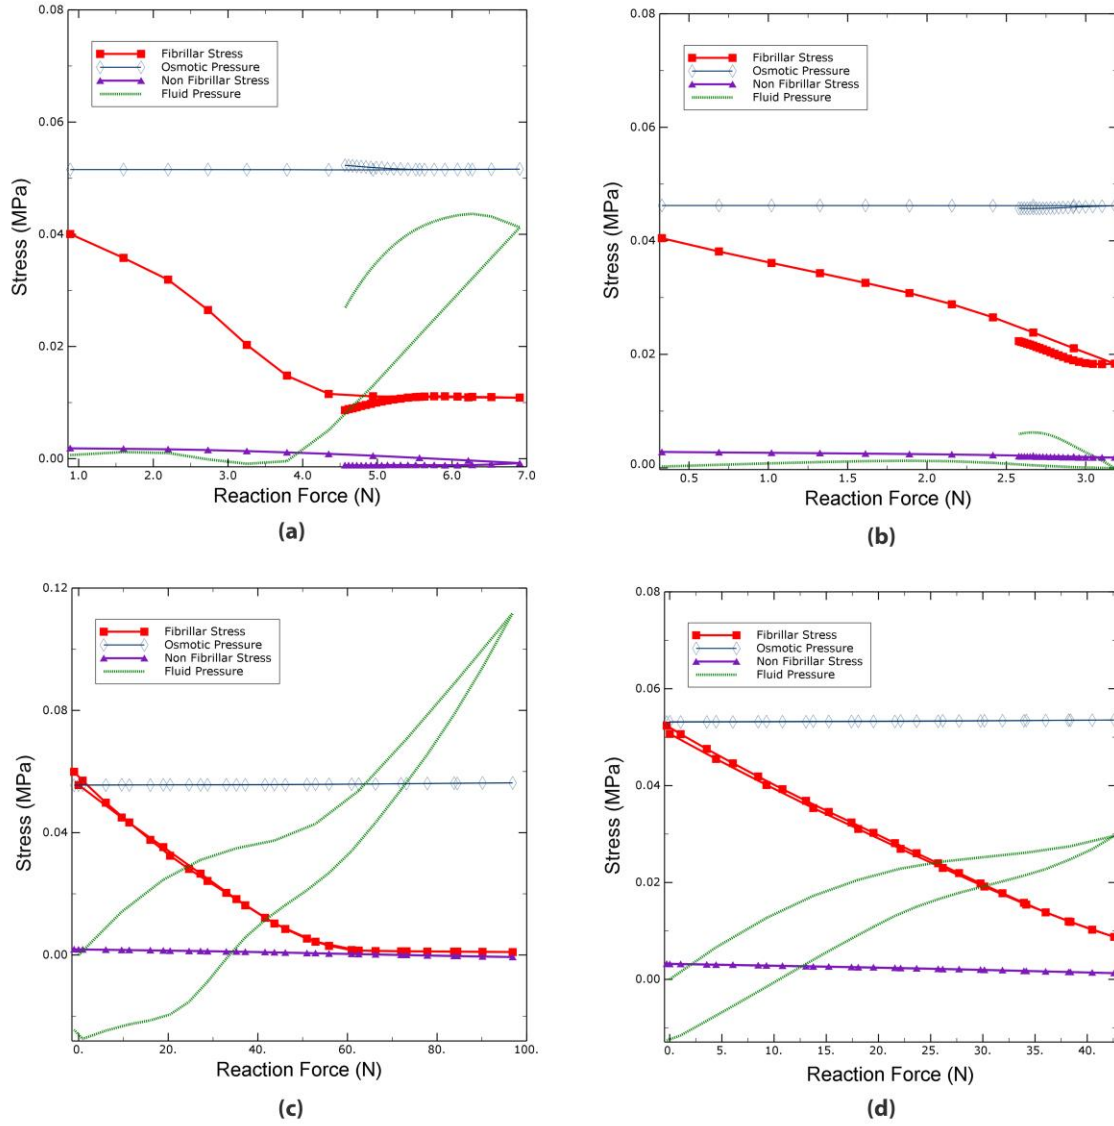 0.08
0.06
0.04
0.02
0.00
Stress (MPa)
Fibrillar Stress
Osmotic Pressure
Non Fibrillar Stress
Fluid Pressure
1.0 2.0 3.0 4.0 5.0 6.0 7.0
Reaction Force (N)
(a)
0.08
0.06
0.04
0.02
0.00
Stress (MPa)
Fibrillar Stress
Osmotic Pressure
Non Fibrillar Stress
Fluid Pressure
0.5 1.0 1.5 2.0 2.5 3.0
Reaction Force (N)
(b)
0.12
0.08
0.04
0.00
Stress (MPa)
Fibrillar Stress
Osmotic Pressure
Non Fibrillar Stress
Fluid Pressure
0. 20. 40. 60. 80. 100.
Reaction Force (N)
(c)
0.08
0.06
0.04
0.02
0.00
Stress (MPa)
Fibrillar Stress
Osmotic Pressure
Non Fibrillar Stress
Fluid Pressure
0. 5. 10. 15. 20. 25. 30. 35. 40.
Reaction Force (N)
(d)